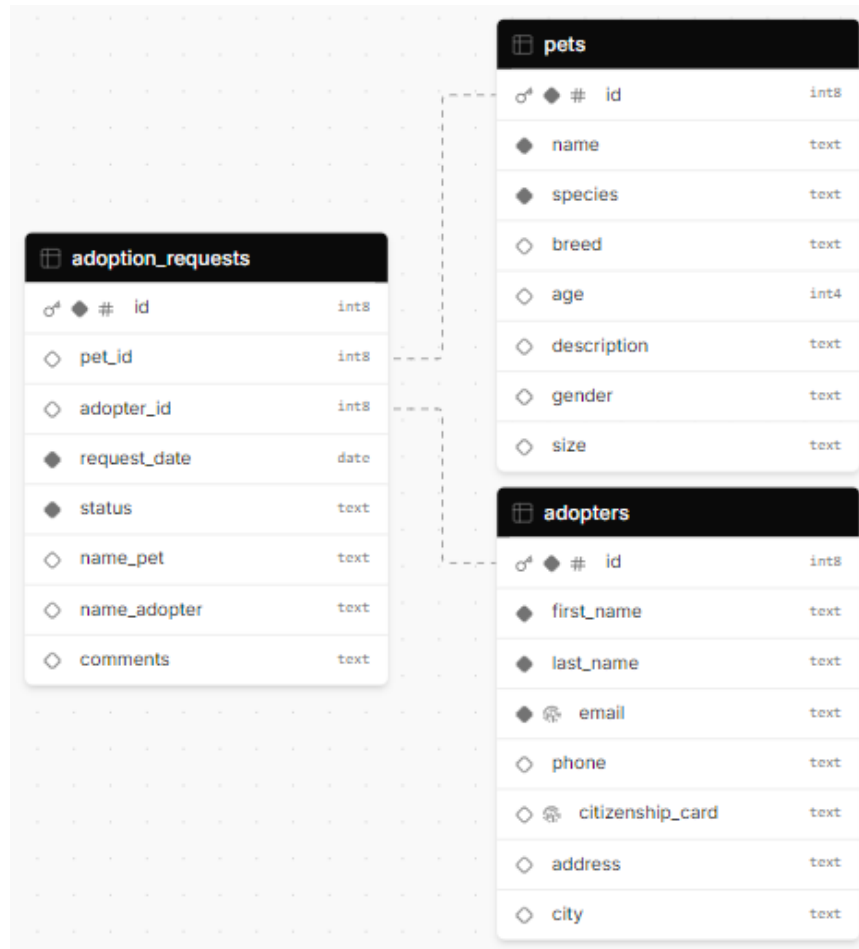 pets
# id int8
name text
species text
breed text
age int4
description text
gender text
size text
adoption_requests
# id int8
pet_id int8
adopter_id int8
request_date date
status text
name_pet text
name_adopter text
comments text
adopters
# id int8
first_name text
last_name text
email text
phone text
citizenship_card text
address text
city text